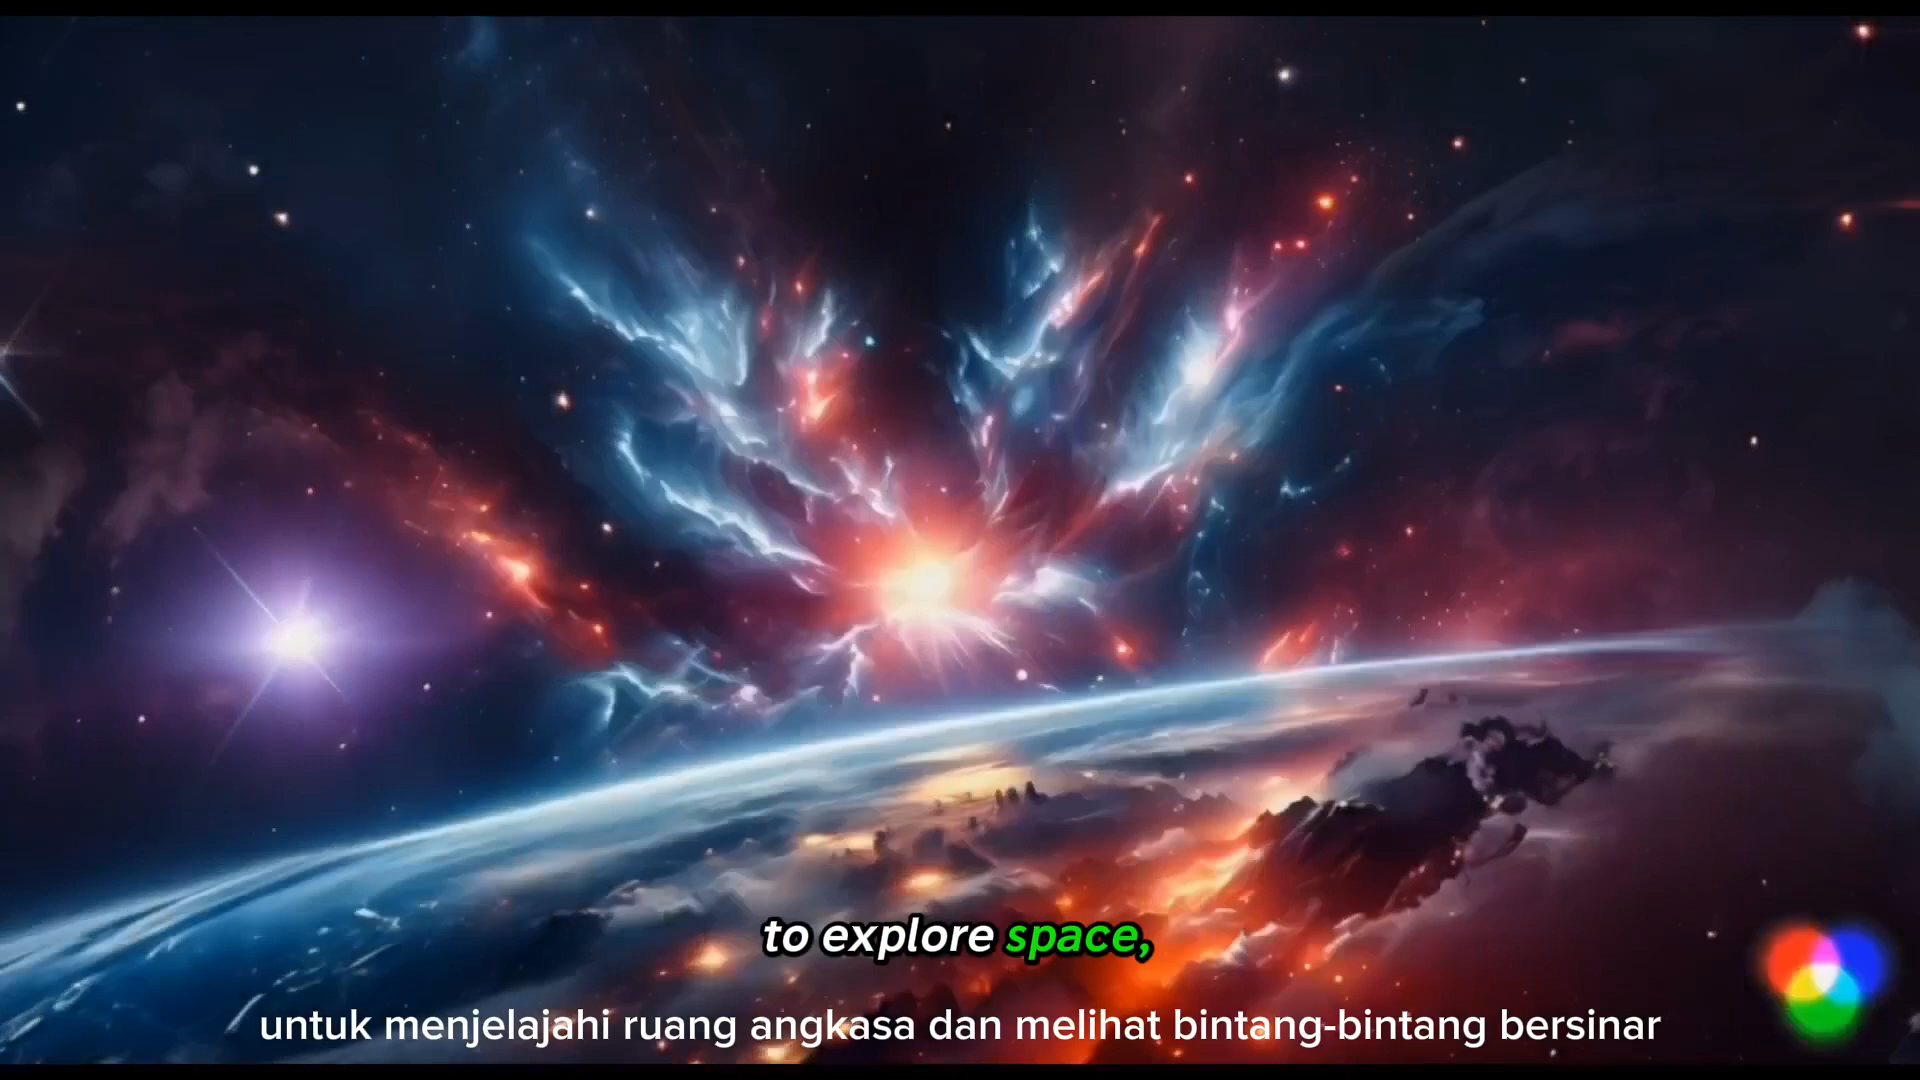 to explore space,
untuk menjelajahi ruang angkasa dan melihat bintang-bintang bersinar